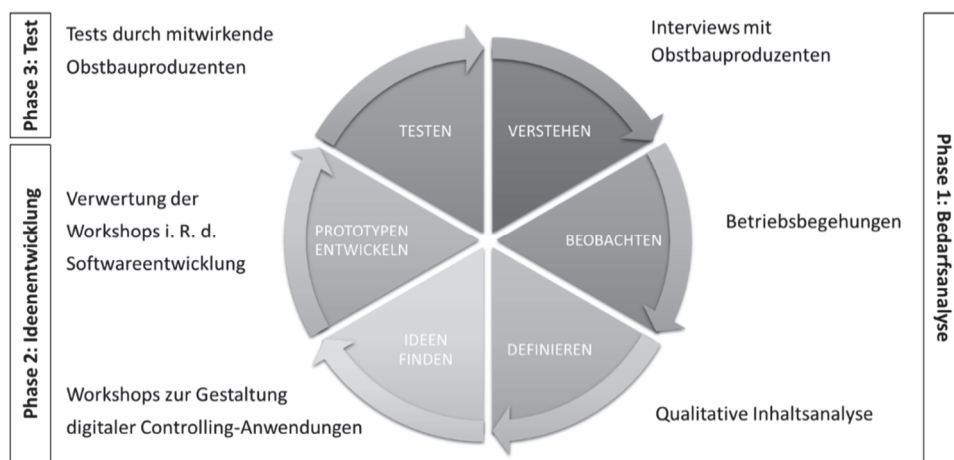 Phase 3: Test
Tests durch mitwirkende
Obstbauproduzenten
Interviews mit
Obstbauproduzenten
TESTEN
VERSTEHEN
Phase 1: Bedarfsanalyse
Phase 2: Ideenentwicklung
Verwertung der
Workshops i. R. d.
Softwareentwicklung
PROTOTYPEN
ENTWICKELN
BEOBACHTEN
Betriebsbegehungen
IDEEN
FINDEN
DEFINIEREN
Workshops zur Gestaltung
digitaler Controlling-Anwendungen
Qualitative Inhaltsanalyse